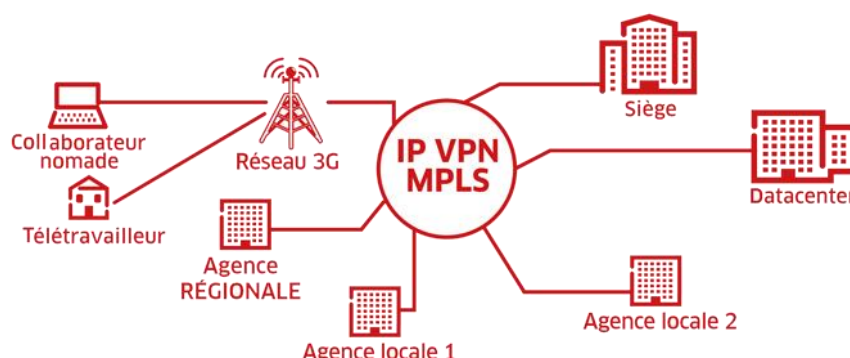 Siège
Collaborateur
nomade
Réseau 3G
IP VPN
MPLS
Datacenter
Télétravailleur
Agence
RÉGIONALE
Agence locale 1
Agence locale 2